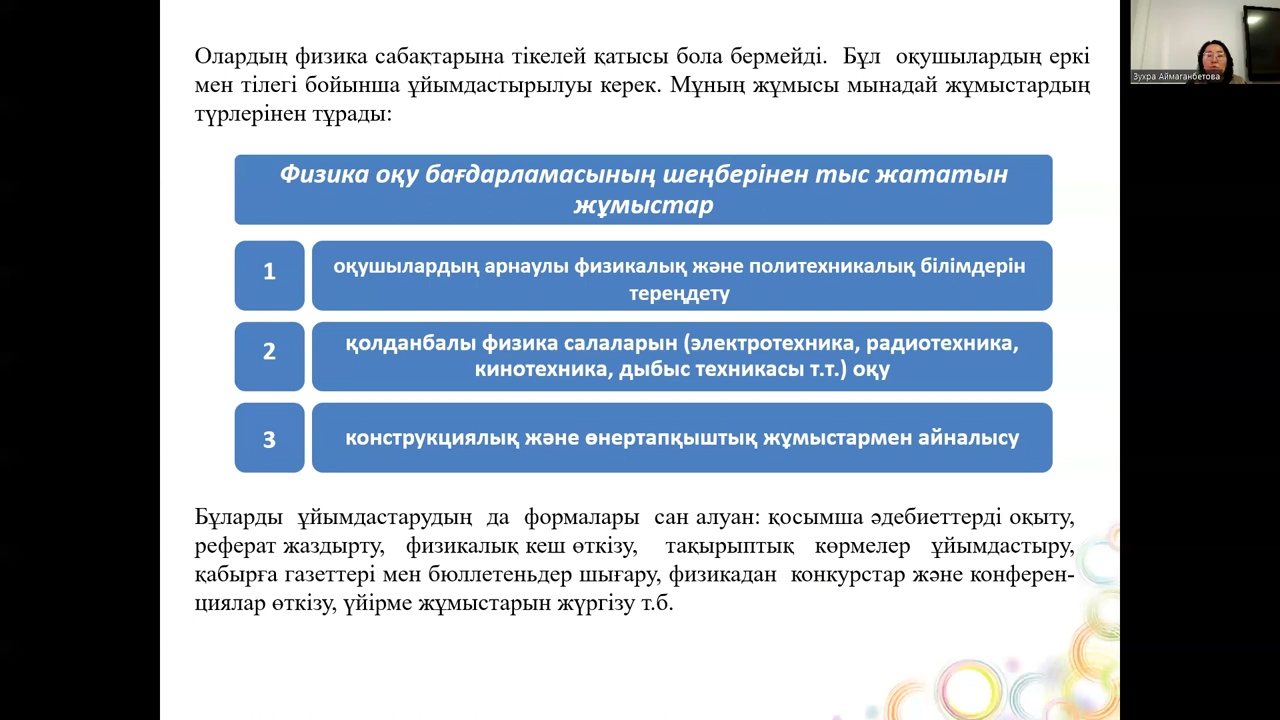 Олардың физика сабақтарына тікелей қатысы бола бермейді. Бұл оқушылардың еркі
мен тілегі бойынша ұйымдастырылуы керек. Мұның жұмысы мынадай жұмыстардың
түрлерінен тұрады:
Физика оқу бағдарламасының шеңберінен тыс жататын
жұмыстар
1
оқушылардың арнаулы физикалық және политехникалық білімдерін
тереңдету
2
қолданбалы физика салаларын (электротехника, радиотехника,
кинотехника, дыбыс техникасы т.т.) оқу
3
конструкциялық және өнертапқыштық жұмыстармен айналысу
Бұларды ұйымдастарудың да формалары сан алуан: қосымша әдебиеттерді оқыту,
реферат жаздырту, физикалық кеш өткізу, тақырыптық көрмелер ұйымдастыру,
қабырға газеттері мен бюллетеньдер шығару, физикадан конкурстар және конферен-
циялар өткізу, үйірме жұмыстарын жүргізу т.б.
Зухра Аймаганбетова